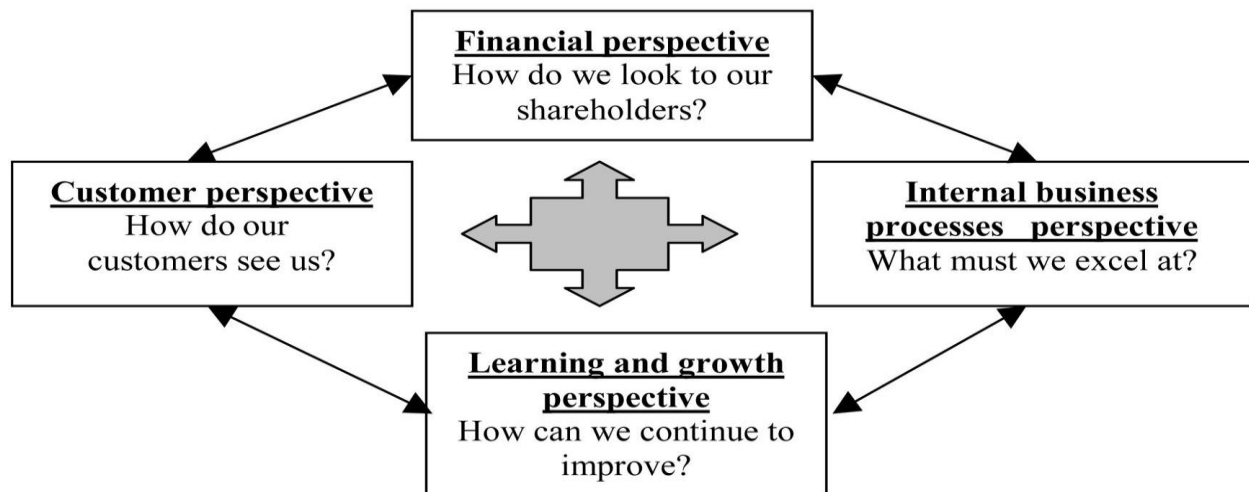 Financial perspective
How do we look to our
shareholders?
Customer perspective
How do our
customers see us?
Internal business
processes   perspective
What must we excel at?
Learning and growth
perspective
How can we continue to
improve?